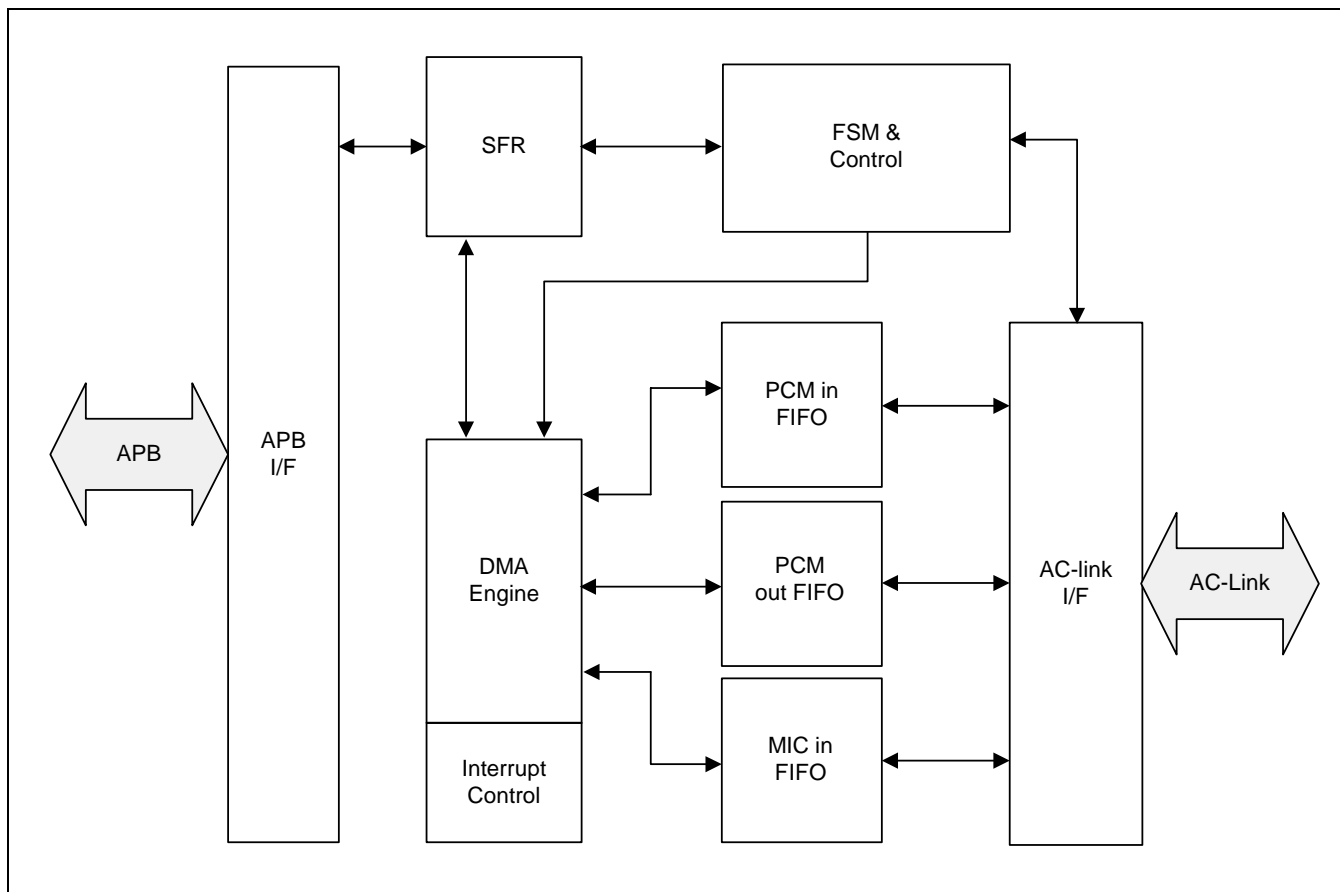 SFR
FSM &
Control
APB
APB
I/F
PCM in
FIFO
DMA
Engine
PCM
out FIFO
AC-link
I/F
AC-Link
Interrupt
Control
MIC in
FIFO